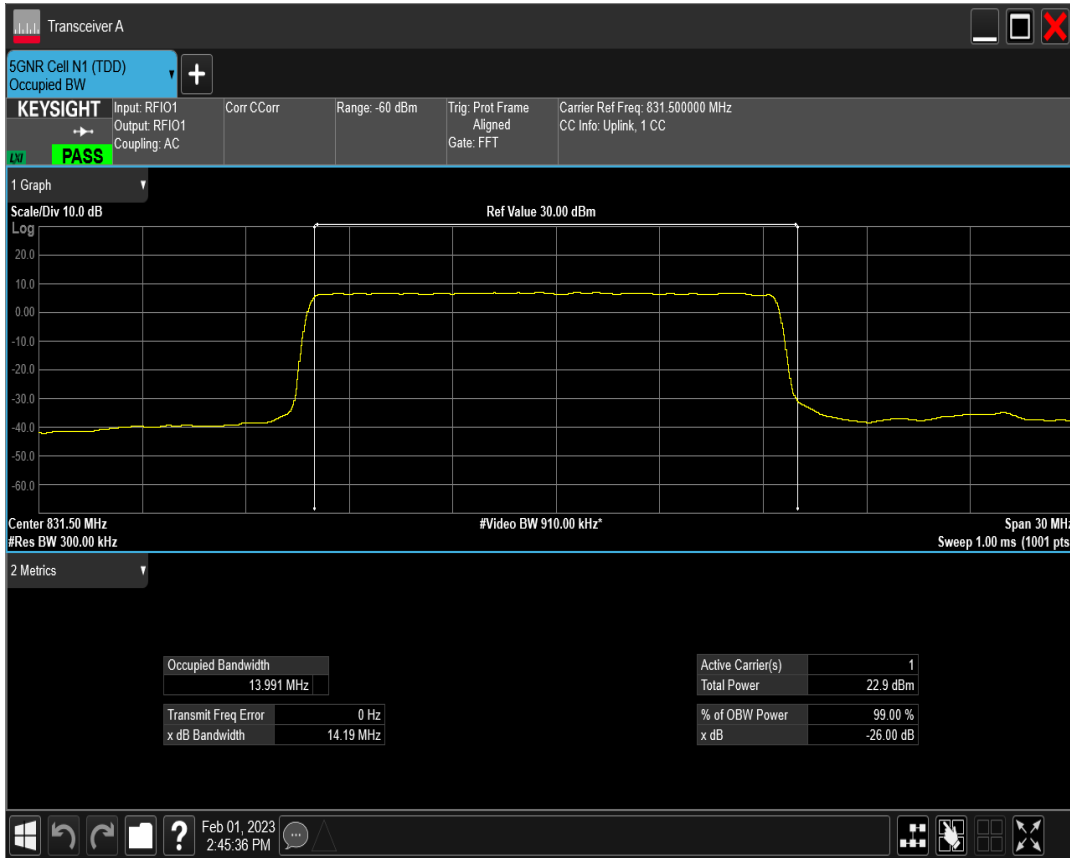 Transceiver A
5GNR Cell N1 (TDD)
Occupied BW
KEYSIGHT
LXI
PASS
Input: RFIO1
Output: RFIO1
Coupling: AC
Corr CCorr
Range: -60 dBm
Trig: Prot Frame
Aligned
Gate: FFT
Carrier Ref Freq: 831.500000 MHz
CC Info: Uplink, 1 CC
1 Graph
Scale/Div 10.0 dB
Ref Value 30.00 dBm
Log
20.0
10.0
0.00
-10.0
-20.0
-30.0
-40.0
-50.0
-60.0
Center 831.50 MHz
#Video BW 910.00 kHz*
Span 30 MHz
#Res BW 300.00 kHz
Sweep 1.00 ms (1001 pts
2 Metrics
Occupied Bandwidth
13.991 MHz
Transmit Freq Error 0 Hz
x dB Bandwidth 14.19 MHz
Active Carrier(s) 1
Total Power 22.9 dBm
% of OBW Power 99.00 %
x dB -26.00 dB
?
Feb 01, 2023
2:45:36 PM